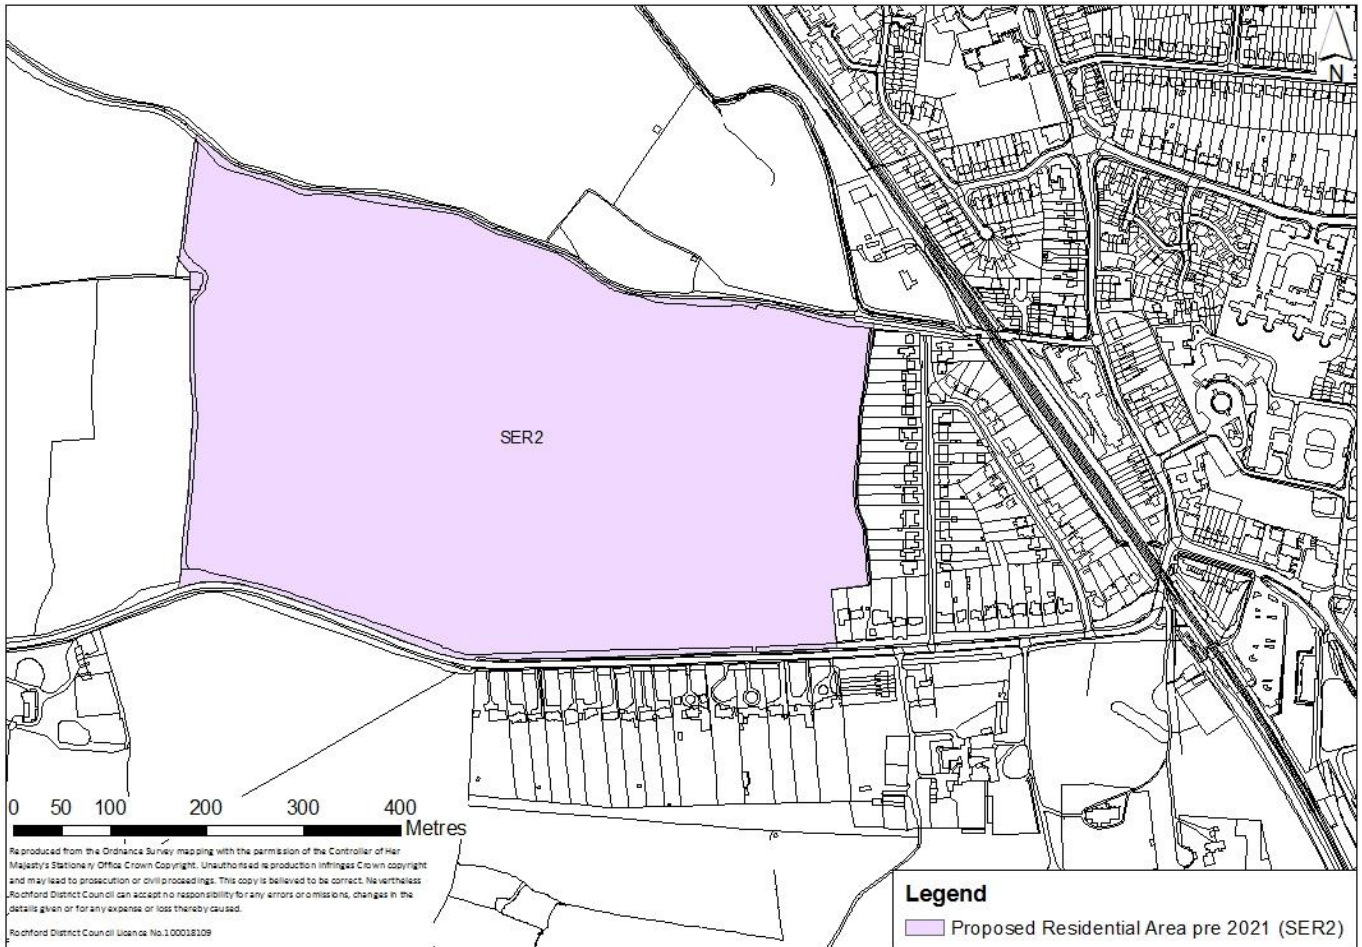 N
SER2
0 50 100 200 300 400
Metres
Reproduced from the Ordnance Survey mapping with the permission of the Controller of Her
Majesty's Stationery Office Crown Copyright. Unauthorised reproduction infringes Crown copyright
and may lead to prosecution or civil proceedings. This copy is believed to be correct. Nevertheless
Rochford District Council can accept no responsibility for any errors or omissions, changes in the
details given or for any expense or loss thereby caused.
Rochford District Council Licence No.100018109
Legend
Proposed Residential Area pre 2021 (SER2)